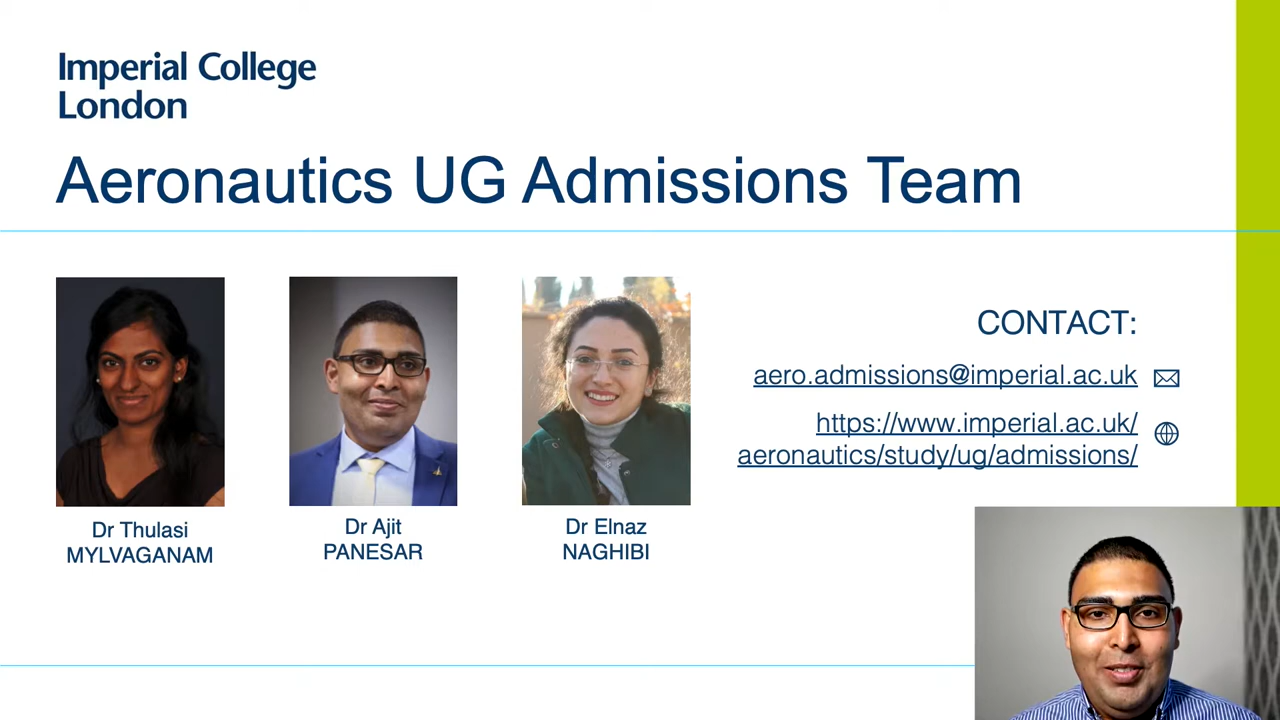 Imperial College
London
Aeronautics UG Admissions Team
Dr Thulasi
MYLVAGANAM
Dr Ajit
PANESAR
Dr Elnaz
NAGHIBI
CONTACT:
aero.admissions@imperial.ac.uk
https://www.imperial.ac.uk/
aeronautics/study/ug/admissions/